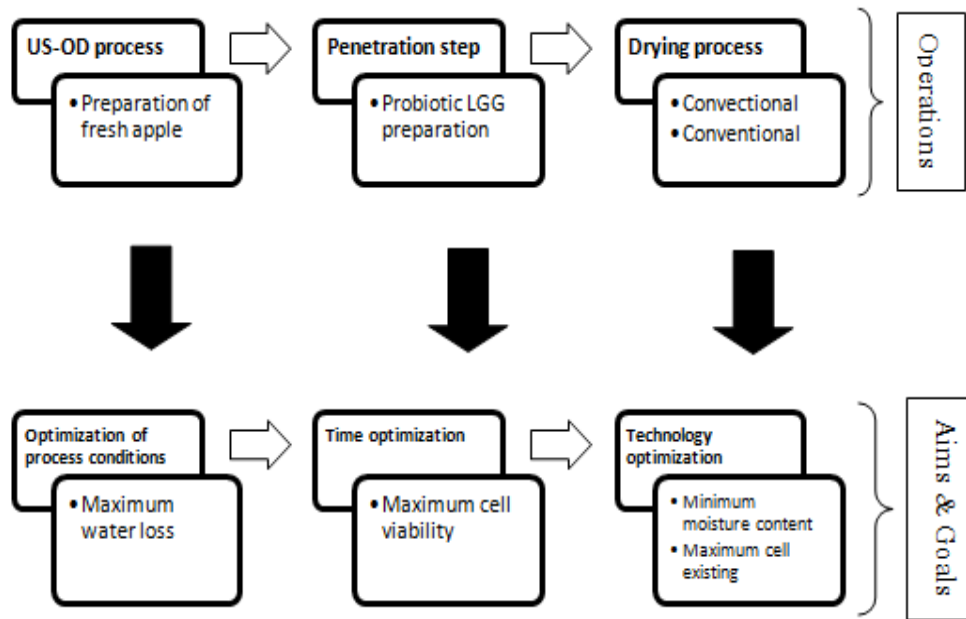 US-OD process
• Preparation of
fresh apple
Penetration step
• Probiotic LGG
preparation
Drying process
• Convectional
• Conventional
Operations
Optimization of
process conditions
• Maximum
water loss
Time optimization
• Maximum cell
viability
Technology
optimization
• Minimum
moisture content
• Maximum cell
existing
Aims & Goals